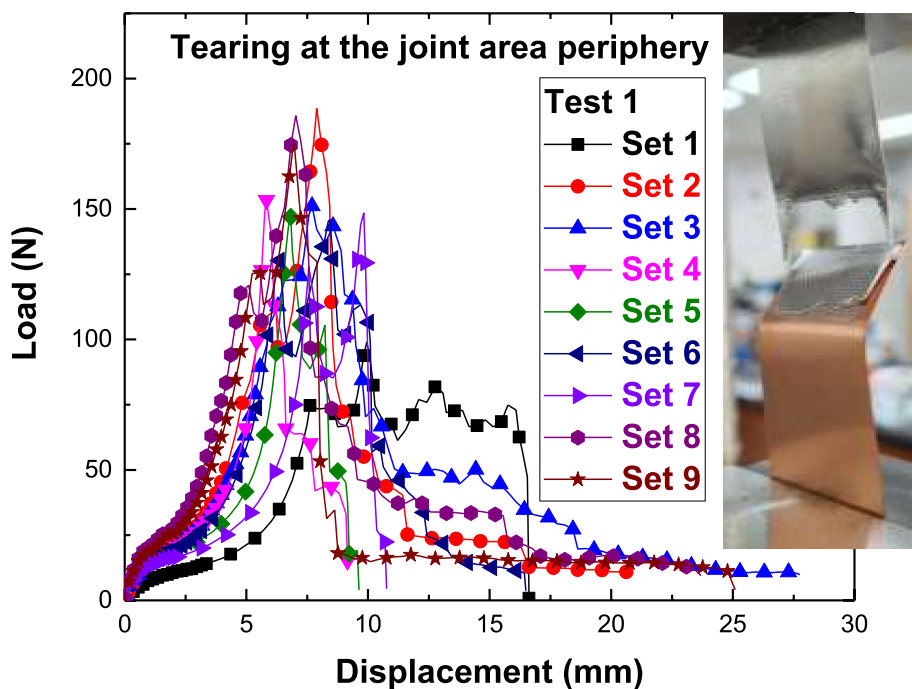 Tearing at the joint area periphery
Load (N)
200
150
100
50
0
Test 1
Set 1
Set 2
Set 3
Set 4
Set 5
Set 6
Set 7
Set 8
Set 9
0 5 10 15 20 25 30
Displacement (mm)